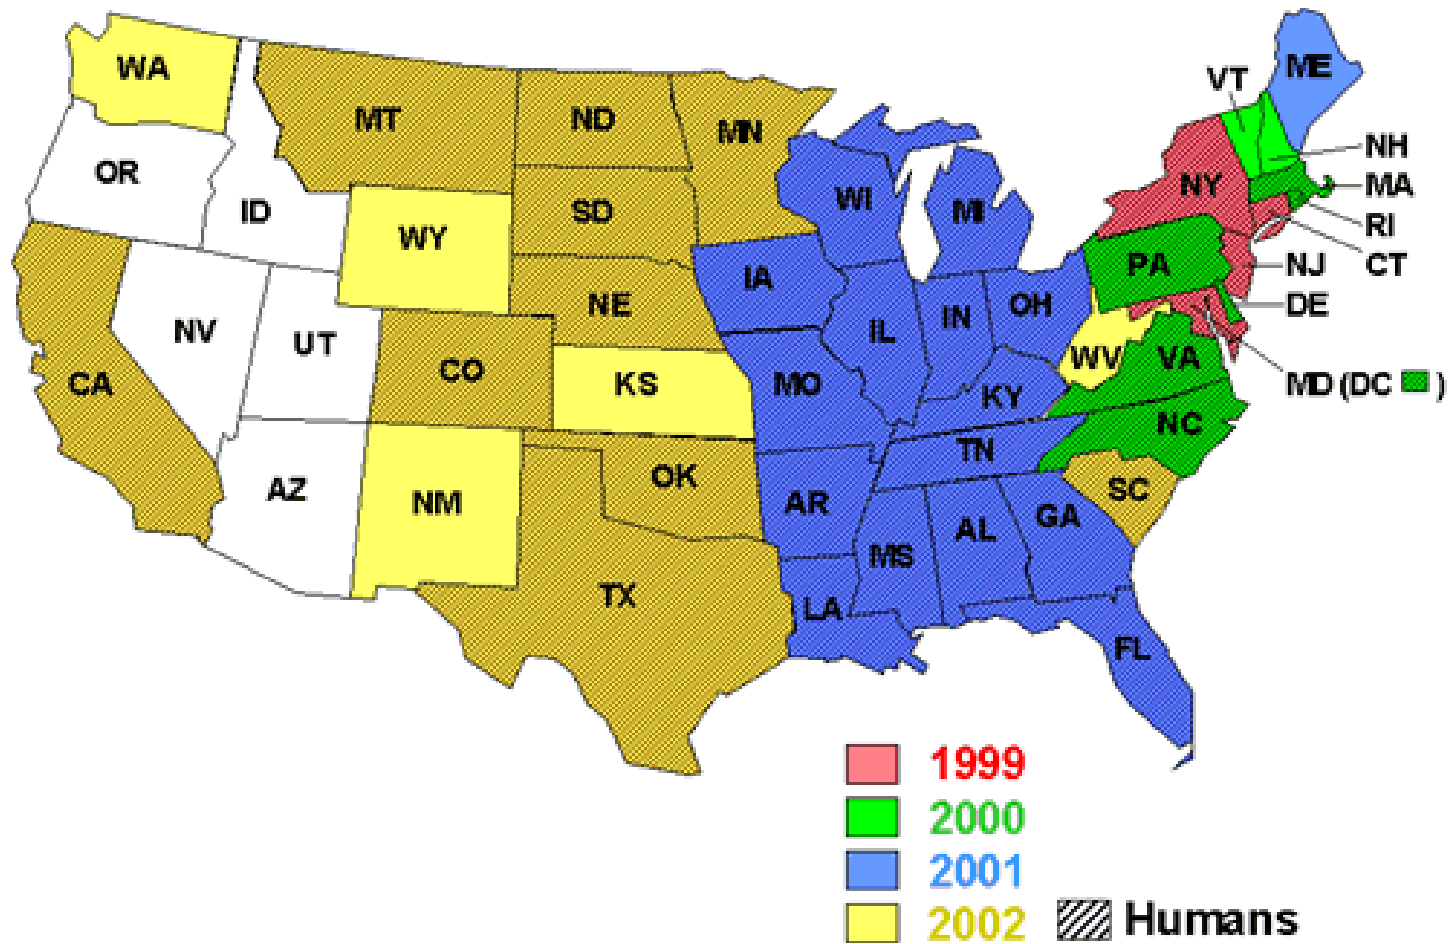 WA
MT
ND
MN
VT
ME
OR
ID
WY
SD
WI
MI
NY
NH
MA
RI
CT
NV
UT
CO
NE
IA
IL
IN
OH
PA
NJ
DE
CA
KS
MO
KY
WV
VA
MD (DC )
AZ
NM
OK
AR
TN
NC
SC
TX
LA
MS
AL
GA
FL
1999
2000
2001
2002
Humans